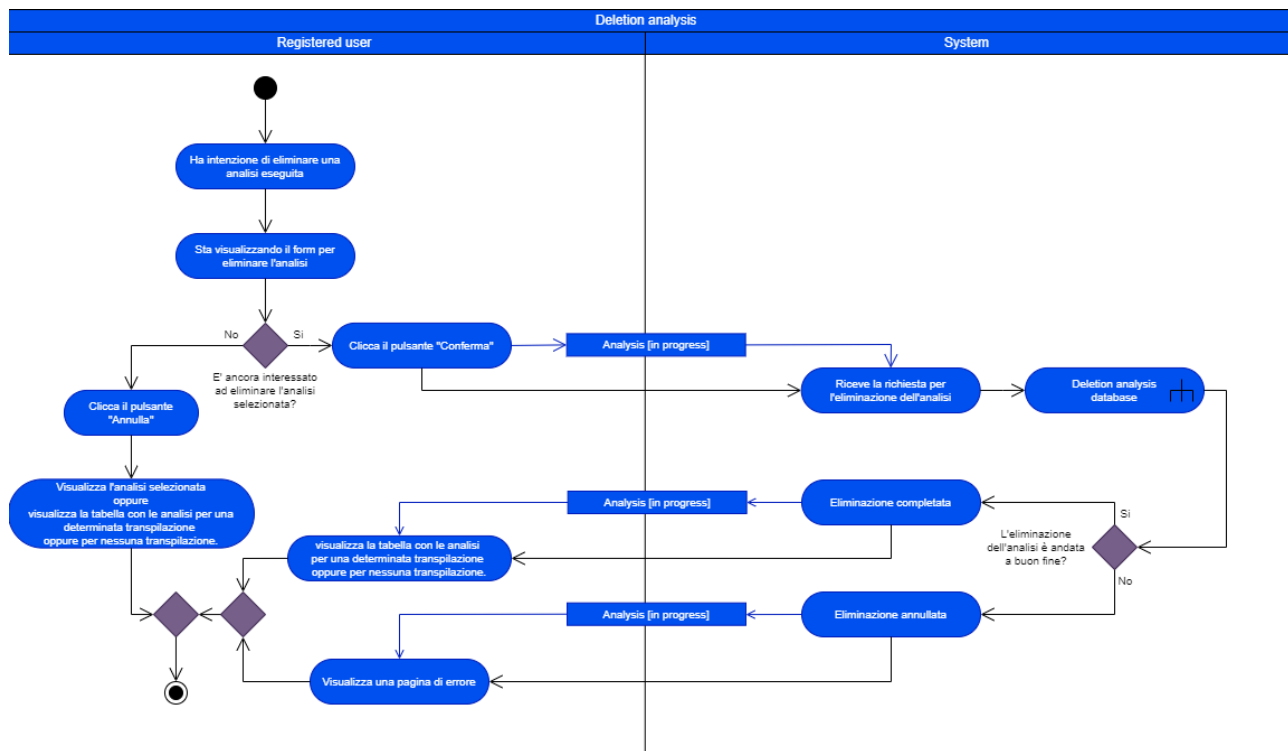 Deletion analysis
Registered user
System
Ha intenzione di eliminare una
analisi eseguita
Sta visualizzando il form per
eliminare l'analisi
No
Si
E' ancora interessato
ad eliminare l'analisi
selezionata?
Clicca il pulsante "Conferma"
Analysis [in progress]
Riceve la richiesta per
l'eliminazione dell'analisi
Deletion analysis
database
Clicca il pulsante
"Annulla"
Visualizza l'analisi selezionata
oppure
visualizza la tabella con le analisi per una
determinata transpilazione
oppure per nessuna transpilazione.
Analysis [in progress]
Eliminazione completata
Si
L'eliminazione
dell'analisi è andata
a buon fine?
No
visualizza la tabella con le analisi
per una determinata transpilazione
oppure per nessuna transpilazione.
Analysis [in progress]
Eliminazione annullata
Visualizza una pagina di errore